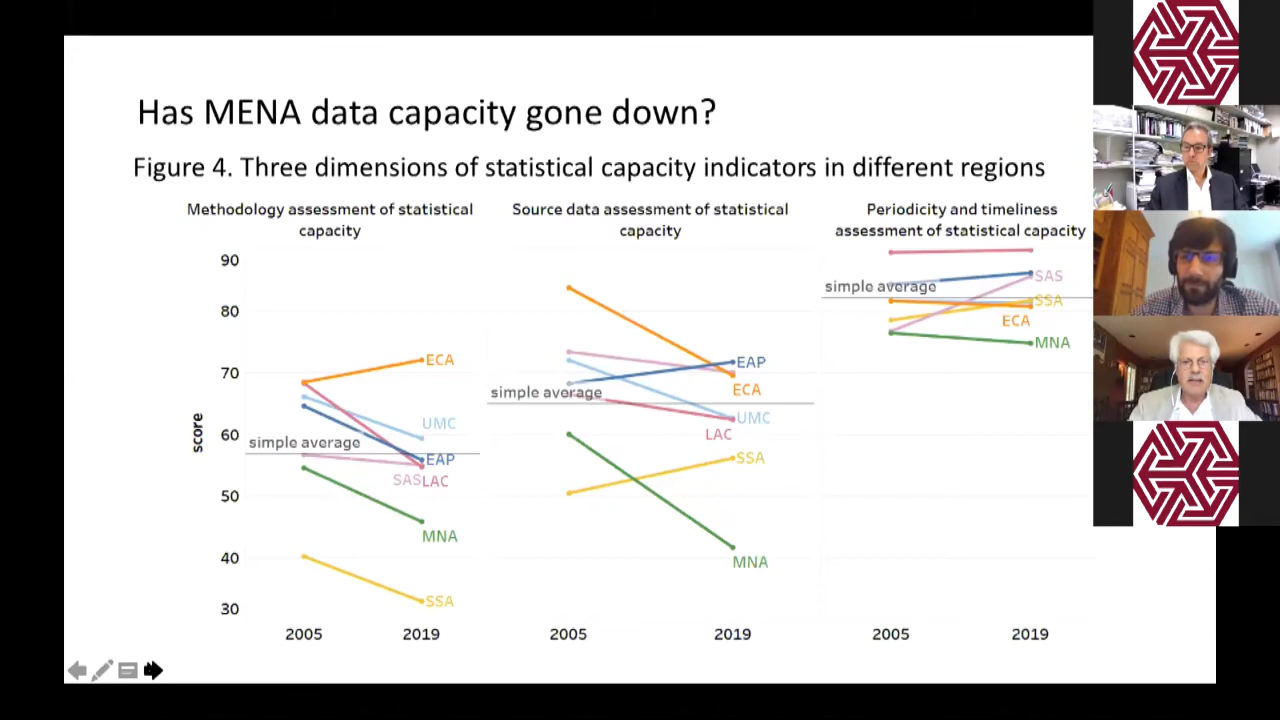 Has MENA data capacity gone down?
Figure 4. Three dimensions of statistical capacity indicators in different regions
Methodology assessment of statistical
capacity
Source data assessment of statistical
capacity
Periodicity and timeliness
assessment of statistical capacity
score
90
80
70
60
50
40
30
simple average
ECA
UMC
EAP
SAS
LAC
MNA
SSA
2005
2019
simple average
EAP
ECA
UMC
LAC
SSA
MNA
2005
2019
simple average
SAS
SSA
ECA
MNA
2005
2019